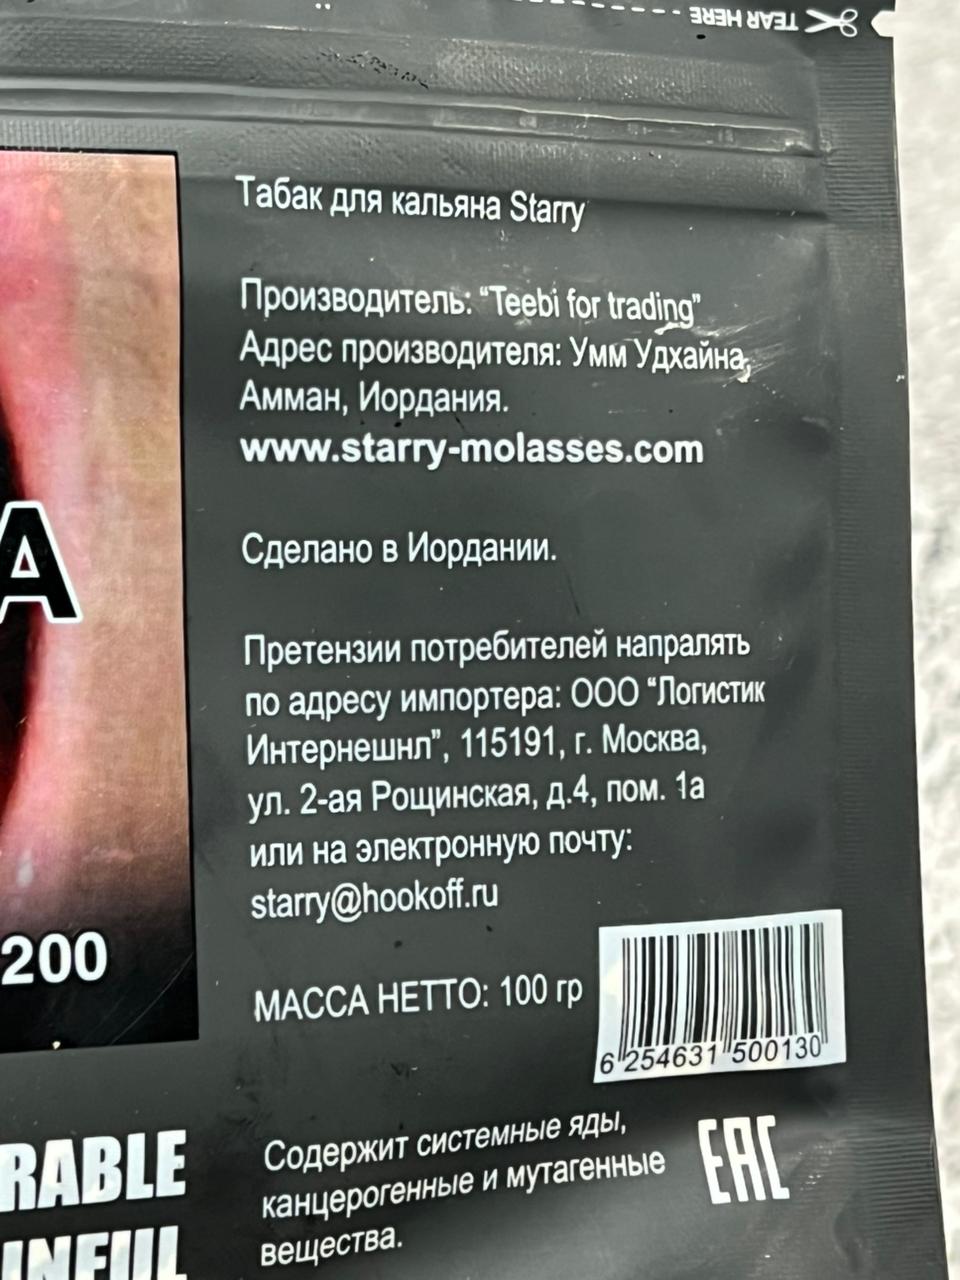 TEAR HERE
Табак для кальяна Starry
Производитель: “Teebi for trading”
Адрес производителя: Умм Удхайна,
Амман, Иордания.
www.starry-molasses.com
Сделано в Иордании.
А
Претензии потребителей напралять
по адресу импортера: ООО “Логистик
Интернешнл”, 115191, г. Москва,
ул. 2-ая Рощинская, д.4, пом. 1а
или на электронную почту:
starry@hookoff.ru
200
МАССА НЕТТО: 100 гр
6 254631 500130
RABLE
INFUL
Содержит системные яды,
канцерогенные и мутагенные
вещества.
EAC